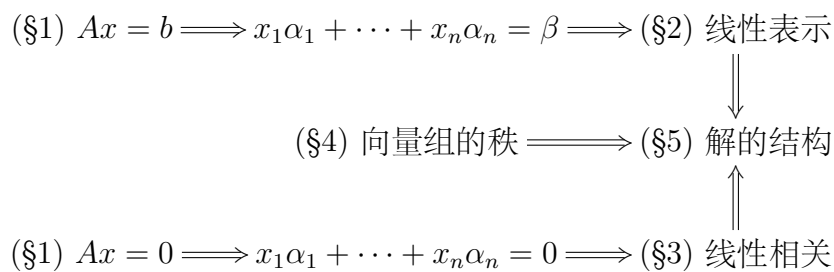 (§1) Ax = b ⟹ x₁α₁ + ⋯ + xₙαₙ = β ⟹ (§2) 线性表示
(§4) 向量组的秩 ⟹ (§5) 解的结构
(§1) Ax = 0 ⟹ x₁α₁ + ⋯ + xₙαₙ = 0 ⟹ (§3) 线性相关